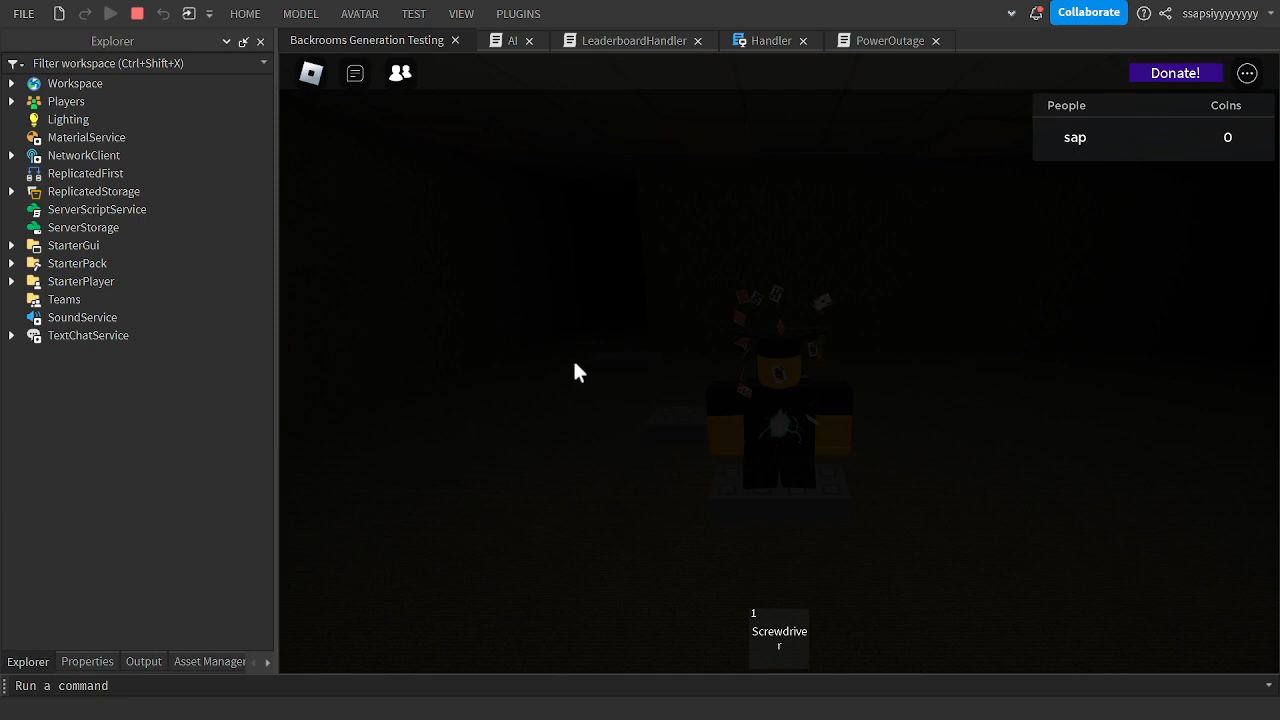 FILE HOME MODEL AVATAR TEST VIEW PLUGINS Collaborate ssapsiyyyyyyyy
Explorer
Backrooms Generation Testing AI LeaderboardHandler Handler PowerOutage
Filter workspace (Ctrl+Shift+X)
Workspace
Players
Lighting
MaterialService
NetworkClient
ReplicatedFirst
ReplicatedStorage
ServerScriptService
ServerStorage
StarterGui
StarterPack
StarterPlayer
Teams
SoundService
TextChatService
Donate!
People Coins
sap 0
1
Screwdrive
r
Explorer Properties Output Asset Manager
Run a command